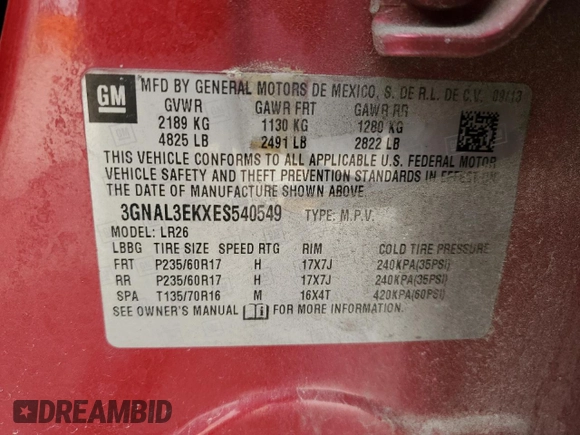 GM
MFD BY GENERAL MOTORS DE MEXICO, S. DE R.L. DE C.V. 09/13
GVWR GAWR FRT GAWR RR
2189 KG 1130 KG 1280 KG
4825 LB 2491 LB 2822 LB
THIS VEHICLE CONFORMS TO ALL APPLICABLE U.S. FEDERAL MOTOR
VEHICLE SAFETY AND THEFT PREVENTION STANDARDS IN EFFECT ON
THE DATE OF MANUFACTURE SHOWN ABOVE.
3GNAL3EKXES540549 TYPE: M.P.V.
MODEL: LR26
LBBG TIRE SIZE SPEED RTG RIM COLD TIRE PRESSURE
FRT P235/60R17 H 17X7J 240KPA(35PSI)
RR P235/60R17 H 17X7J 240KPA(35PSI)
SPA T135/70R16 M 16X4T 420KPA(60PSI)
SEE OWNER'S MANUAL FOR MORE INFORMATION.
DREAMBID